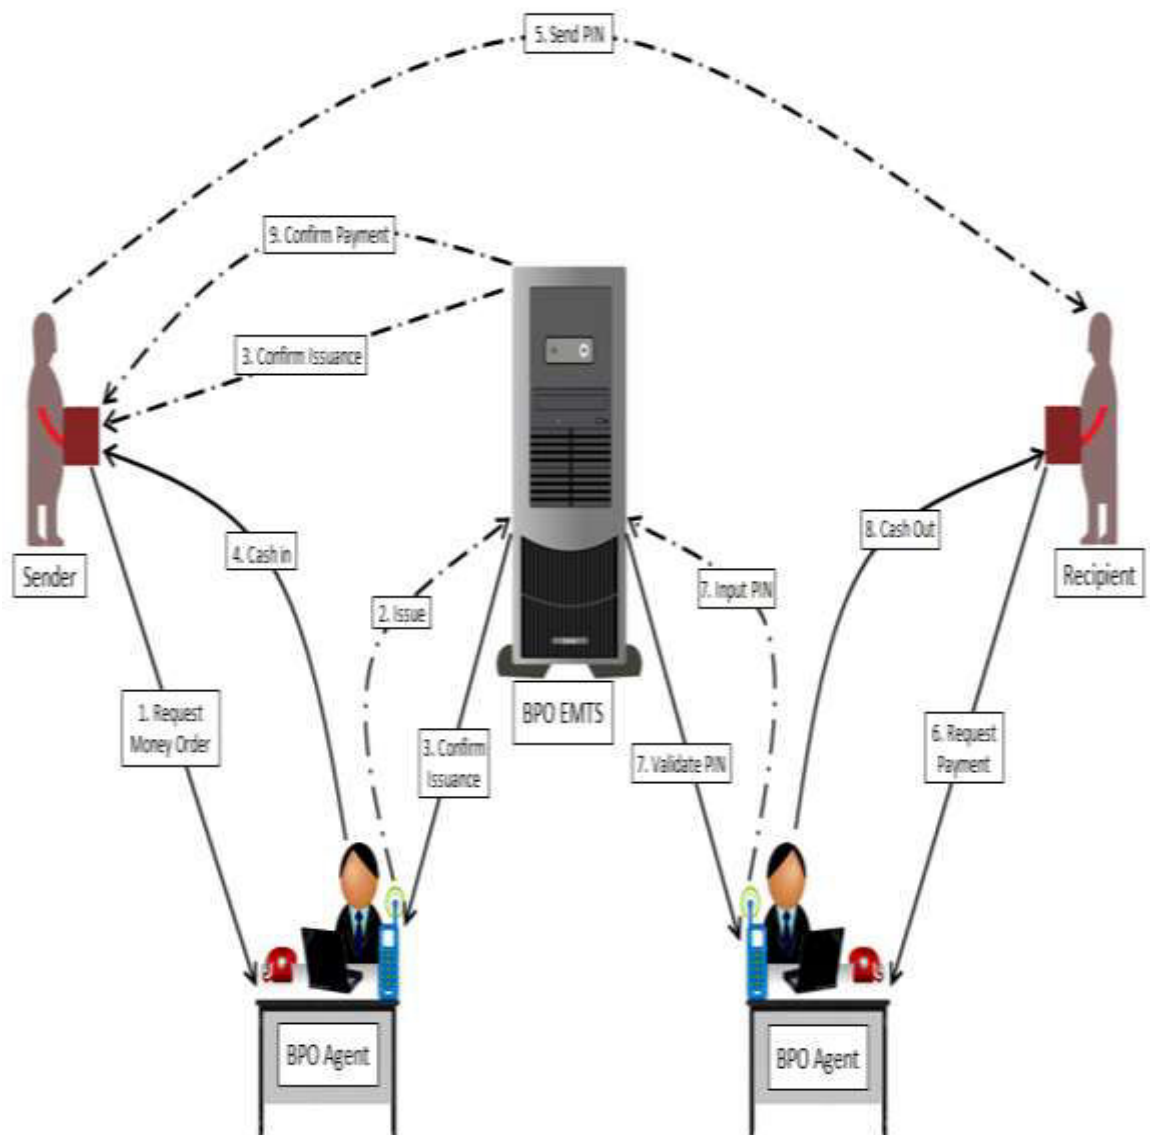 5. Send PIN
9. Confirm Payment
3. Confirm Issuance
4. Cash in
8. Cash Out
Sender
Recipient
2. Issue
7. Input PIN
BPO EMTS
1. Request
Money Order
3. Confirm
Issuance
7. Validate PIN
6. Request
Payment
BPO Agent
BPO Agent